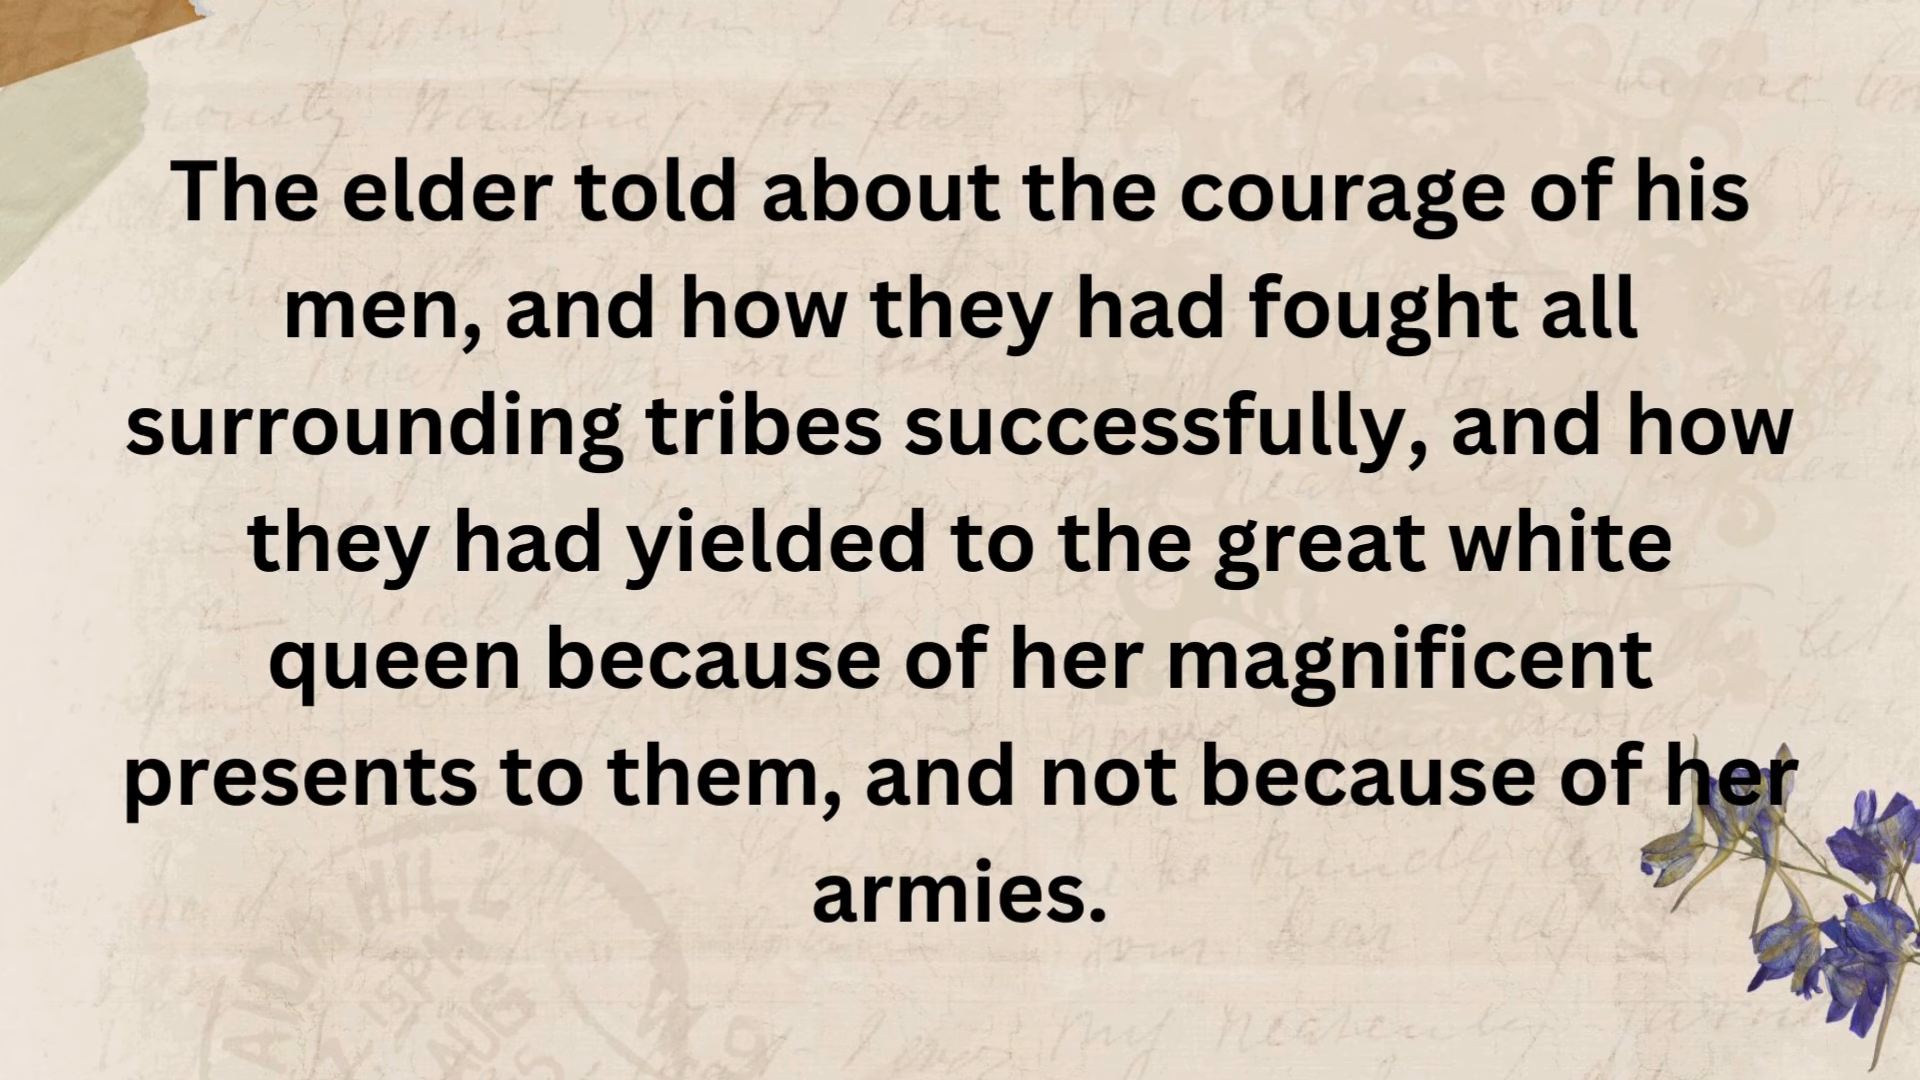 The elder told about the courage of his
men, and how they had fought all
surrounding tribes successfully, and how
they had yielded to the great white
queen because of her magnificent
presents to them, and not because of her
armies.